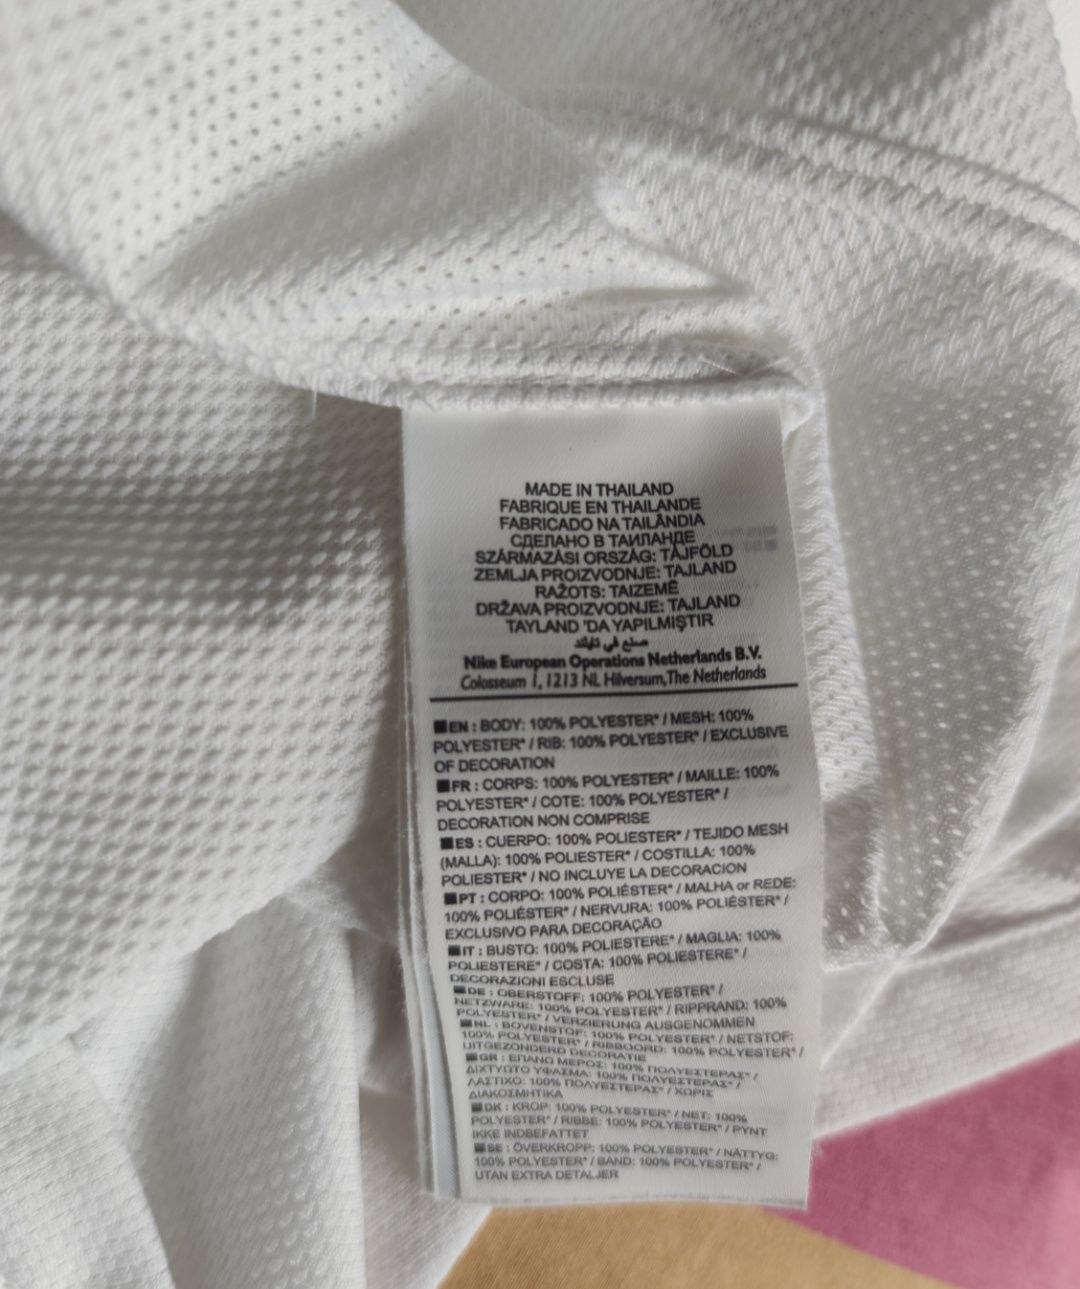 MADE IN THAILAND
FABRIQUE EN THAILANDE
FABRICADO NA TAILÂNDIA
СДЕЛАНО В ТАИЛАНДЕ
SZÁRMAZÁSI ORSZÁG: TÁJFÖLD
ZEMLJA PROIZVODNJE: TAJLAND
RAŽOTS: TAIZEMĒ
DRŽAVA PROIZVODNJE: TAJLAND
TAYLAND 'DA YAPILMIŞTIR
صنع في تايلاند
Nike European Operations Netherlands B.V.
Colosseum 1, 1213 NL Hilversum, The Netherlands
EN : BODY: 100% POLYESTER* / MESH: 100%
POLYESTER* / RIB: 100% POLYESTER* / EXCLUSIVE
OF DECORATION
FR : CORPS: 100% POLYESTER* / MAILLE: 100%
POLYESTER* / COTE: 100% POLYESTER* /
DECORATION NON COMPRISE
ES : CUERPO: 100% POLIESTER* / TEJIDO MESH
(MALLA): 100% POLIESTER* / COSTILLA: 100%
POLIESTER* / NO INCLUYE LA DECORACION
PT : CORPO: 100% POLIÉSTER* / MALHA or REDE:
100% POLIÉSTER* / NERVURA: 100% POLIÉSTER* /
EXCLUSIVO PARA DECORAÇÃO
IT : BUSTO: 100% POLIESTERE* / MAGLIA: 100%
POLIESTERE* / COSTA: 100% POLIESTERE* /
DECORAZIONI ESCLUSE
DE : OBERSTOFF: 100% POLYESTER* /
NETZWARE: 100% POLYESTER* / RIPPRAND: 100%
POLYESTER* / VERZIERUNG AUSGENOMMEN
NL : BOVENSTOF: 100% POLYESTER* / NETSTOF:
100% POLYESTER* / RIBBOORD: 100% POLYESTER* /
UITGEZONDERD DECORATIE
GR : ΕΠΑΝΩ ΜΕΡΟΣ: 100% ΠΟΛΥΕΣΤΕΡΑΣ* /
ΔΙΧΤΥΩΤΟ ΥΦΑΣΜΑ: 100% ΠΟΛΥΕΣΤΕΡΑΣ* /
ΛΑΣΤΙΧΟ: 100% ΠΟΛΥΕΣΤΕΡΑΣ* / ΧΩΡΙΣ
ΔΙΑΚΟΣΜΗΤΙΚΑ
DK : KROP: 100% POLYESTER* / NET: 100%
POLYESTER* / RIBBE: 100% POLYESTER* / PYNT
IKKE INDBEFATTET
SE : ÖVERKROPP: 100% POLYESTER* / NÄTTYG:
100% POLYESTER* / BAND: 100% POLYESTER* /
UTAN EXTRA DETALJER